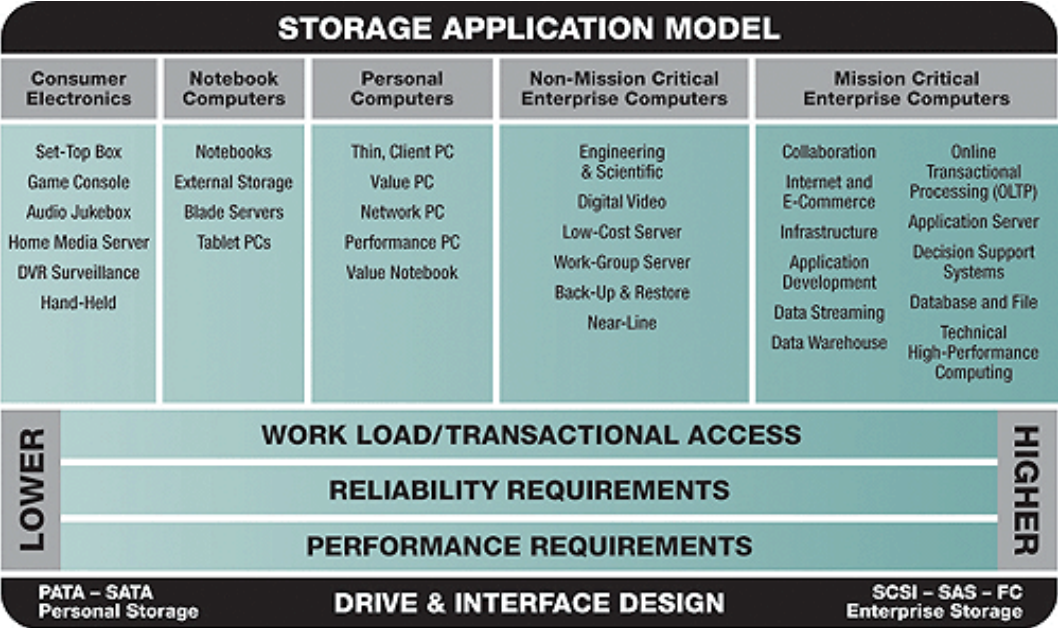 STORAGE APPLICATION MODEL
Consumer
Electronics
Notebook
Computers
Personal
Computers
Non-Mission Critical
Enterprise Computers
Mission Critical
Enterprise Computers
Set-Top Box
Game Console
Audio Jukebox
Home Media Server
DVR Surveillance
Hand-Held
Notebooks
External Storage
Blade Servers
Tablet PCs
Thin, Client PC
Value PC
Network PC
Performance PC
Value Notebook
Engineering
& Scientific
Digital Video
Low-Cost Server
Work-Group Server
Back-Up & Restore
Near-Line
Collaboration
Internet and
E-Commerce
Infrastructure
Application
Development
Data Streaming
Data Warehouse
Online
Transactional
Processing (OLTP)
Application Server
Decision Support
Systems
Database and File
Technical
High-Performance
Computing
LOWER
WORK LOAD/TRANSACTIONAL ACCESS
RELIABILITY REQUIREMENTS
PERFORMANCE REQUIREMENTS
HIGHER
PATA – SATA
Personal Storage
DRIVE & INTERFACE DESIGN
SCSI – SAS – FC
Enterprise Storage